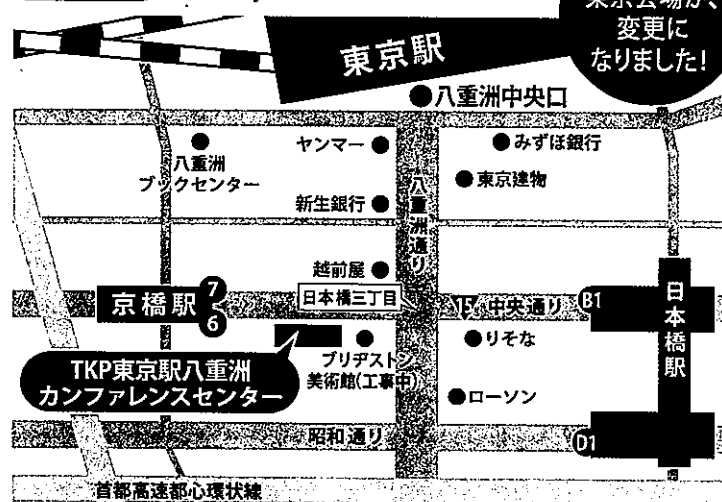 東京会場が、
変更に
なりました!
東京駅
八重洲中央口
八重洲
ブックセンター
ヤンマー
みずほ銀行
東京建物
新生銀行
八重洲通り
越前屋
日本橋三丁目
京橋駅
7
6
中央通り
B1
日本橋駅
TKP東京駅八重洲
カンファレンスセンター
ブリヂストン
美術館(工事中)
りそな
ローソン
昭和通り
D1
首都高速都心環状線